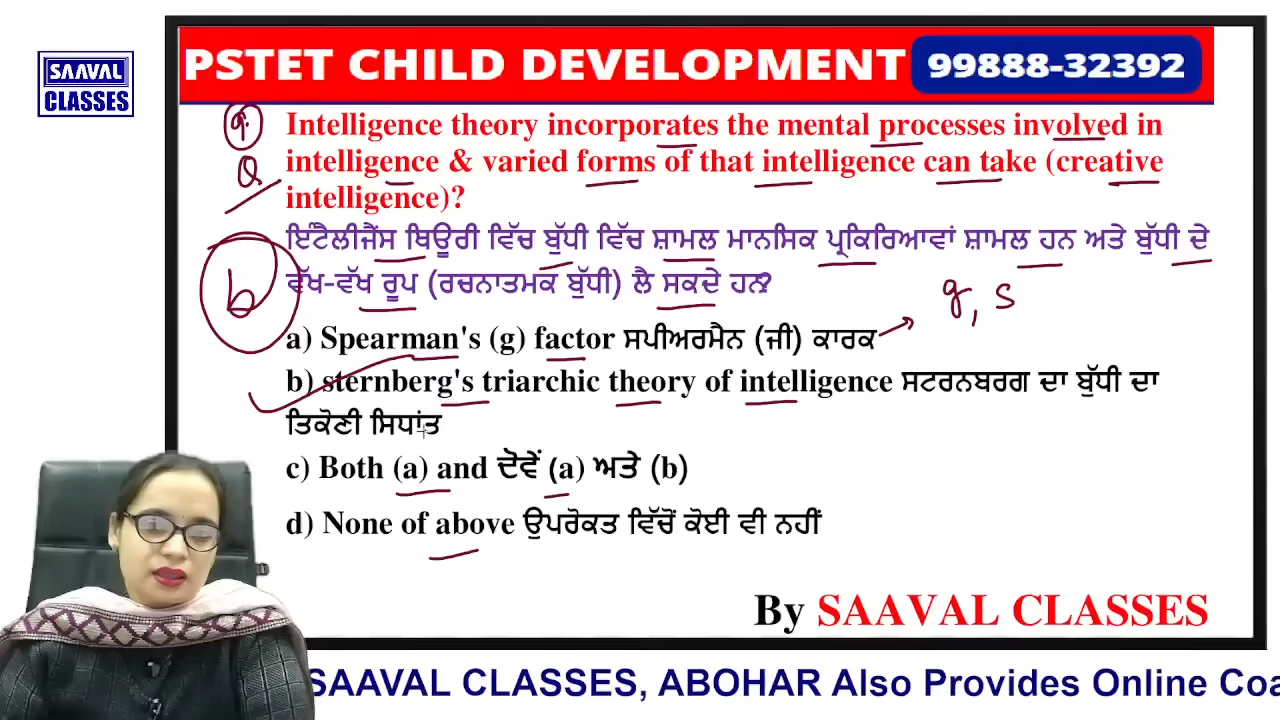 SAAVAL
CLASSES
PSTET CHILD DEVELOPMENT 99888-32392
Q.
Intelligence theory incorporates the mental processes involved in
intelligence & varied forms of that intelligence can take (creative
intelligence)?
ਇੰਟੈਲੀਜੈਂਸ ਥਿਊਰੀ ਵਿੱਚ ਬੁੱਧੀ ਵਿੱਚ ਸ਼ਾਮਲ ਮਾਨਸਿਕ ਪ੍ਰਕਿਰਿਆਵਾਂ ਸ਼ਾਮਲ ਹਨ ਅਤੇ ਬੁੱਧੀ ਦੇ
ਵੱਖ-ਵੱਖ ਰੂਪ (ਰਚਨਾਤਮਕ ਬੁੱਧੀ) ਲੈ ਸਕਦੇ ਹਨ?
b
g, s
a) Spearman's (g) factor ਸਪੀਅਰਮੈਨ (ਜੀ) ਕਾਰਕ
b) sternberg's triarchic theory of intelligence ਸਟਰਨਬਰਗ ਦਾ ਬੁੱਧੀ ਦਾ
ਤਿਕੋਣੀ ਸਿਧਾਂਤ
c) Both (a) and ਦੋਵੇਂ (a) ਅਤੇ (b)
d) None of above ਉਪਰੋਕਤ ਵਿੱਚੋਂ ਕੋਈ ਵੀ ਨਹੀਂ
By SAAVAL CLASSES
SAAVAL CLASSES, ABOHAR Also Provides Online